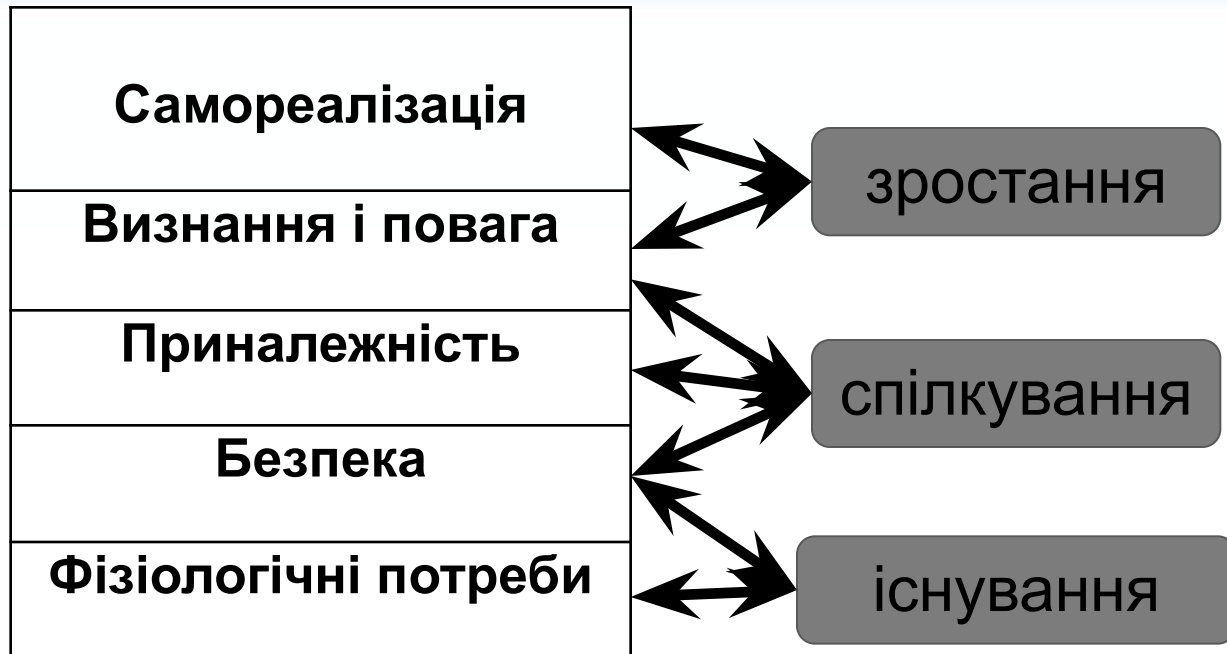 Самореалізація
Визнання і повага
Приналежність
Безпека
Фізіологічні потреби
зростання
спілкування
існування